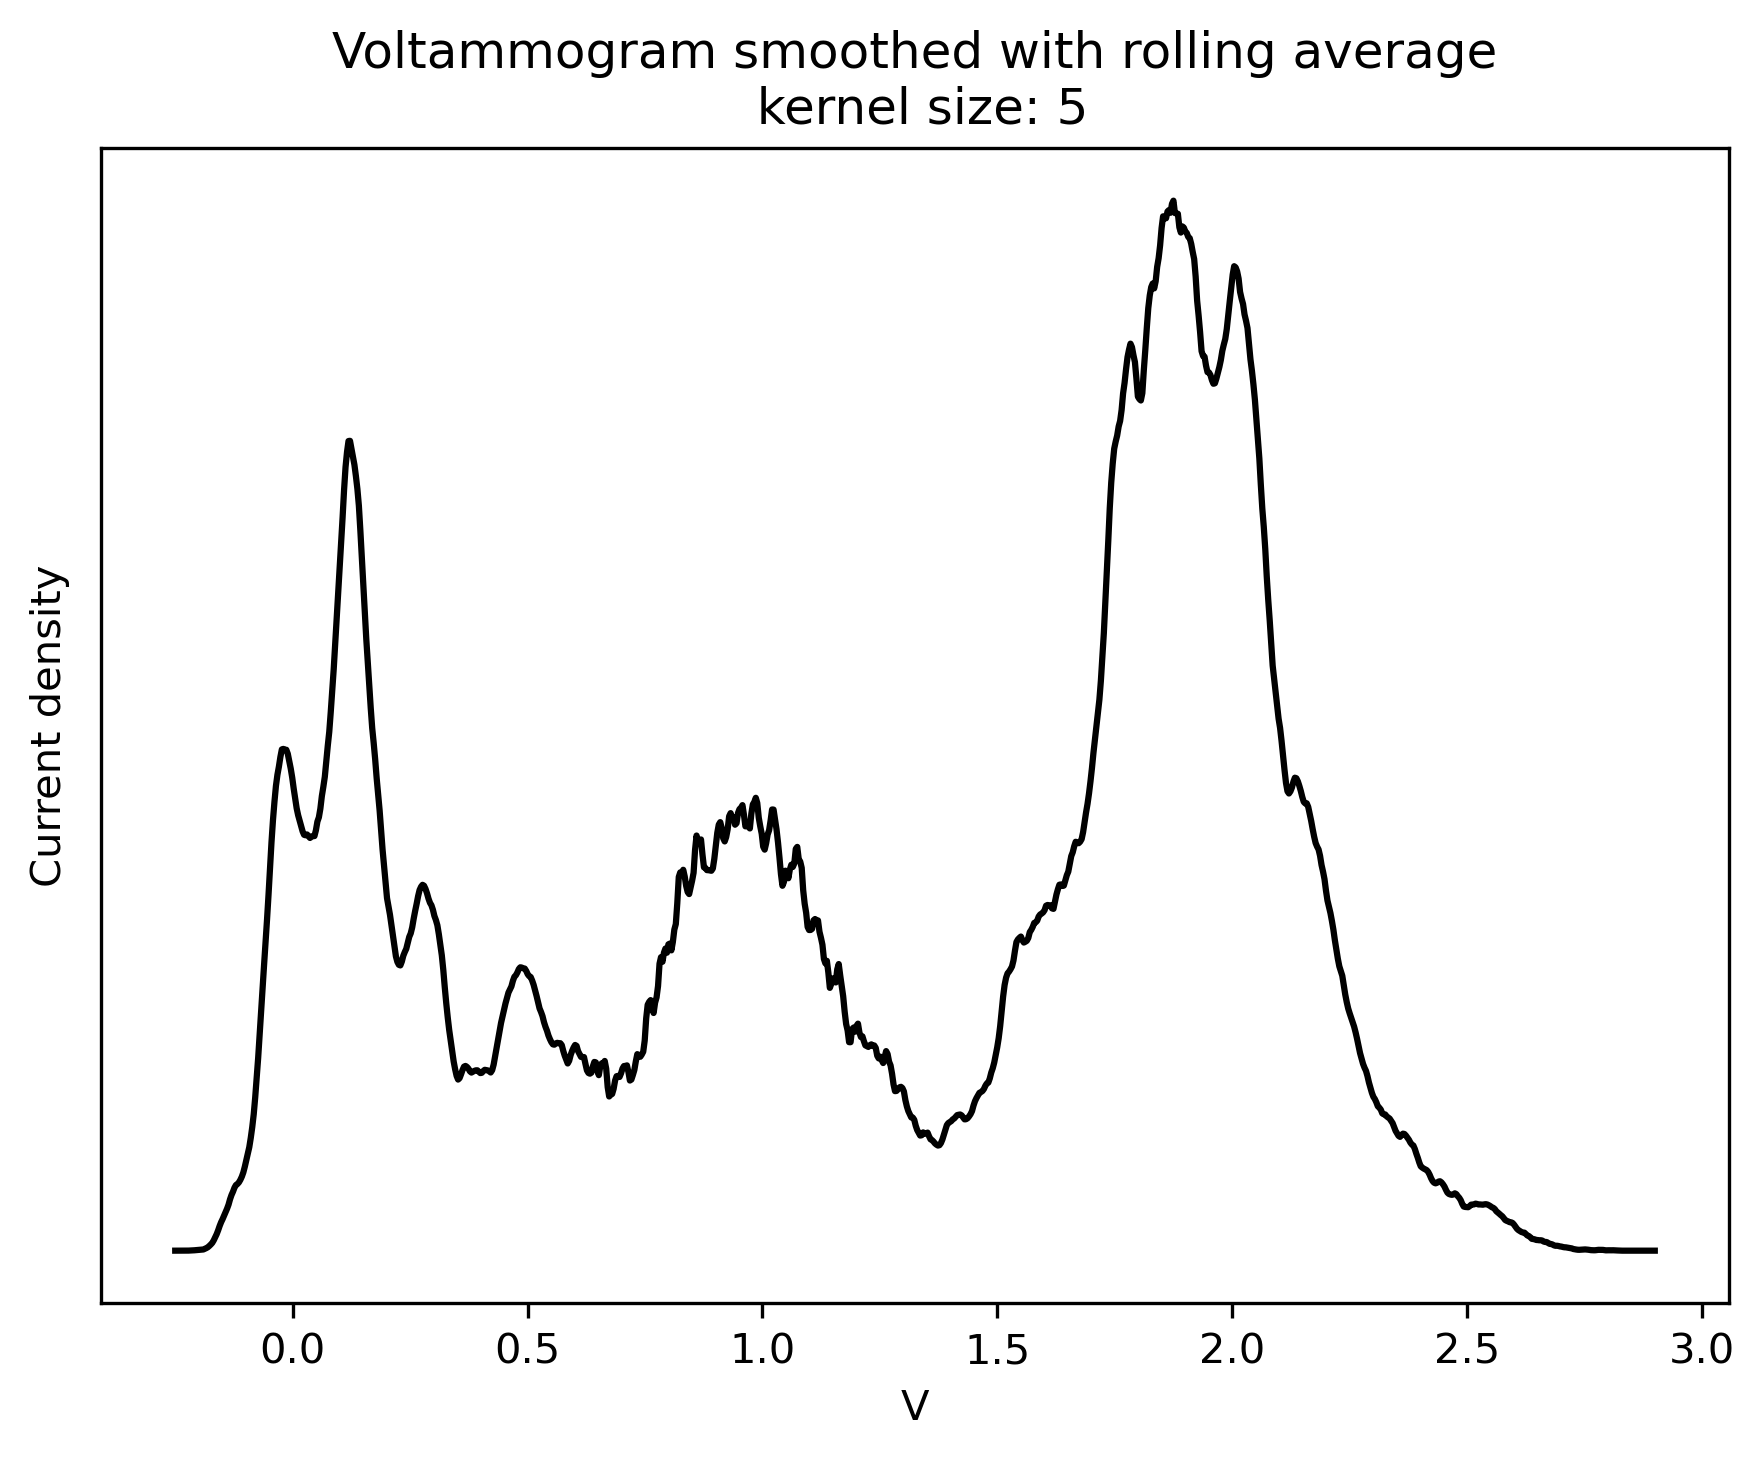 Voltammogram smoothed with rolling average
kernel size: 5
Current density
0.0 0.5 1.0 1.5 2.0 2.5 3.0
V